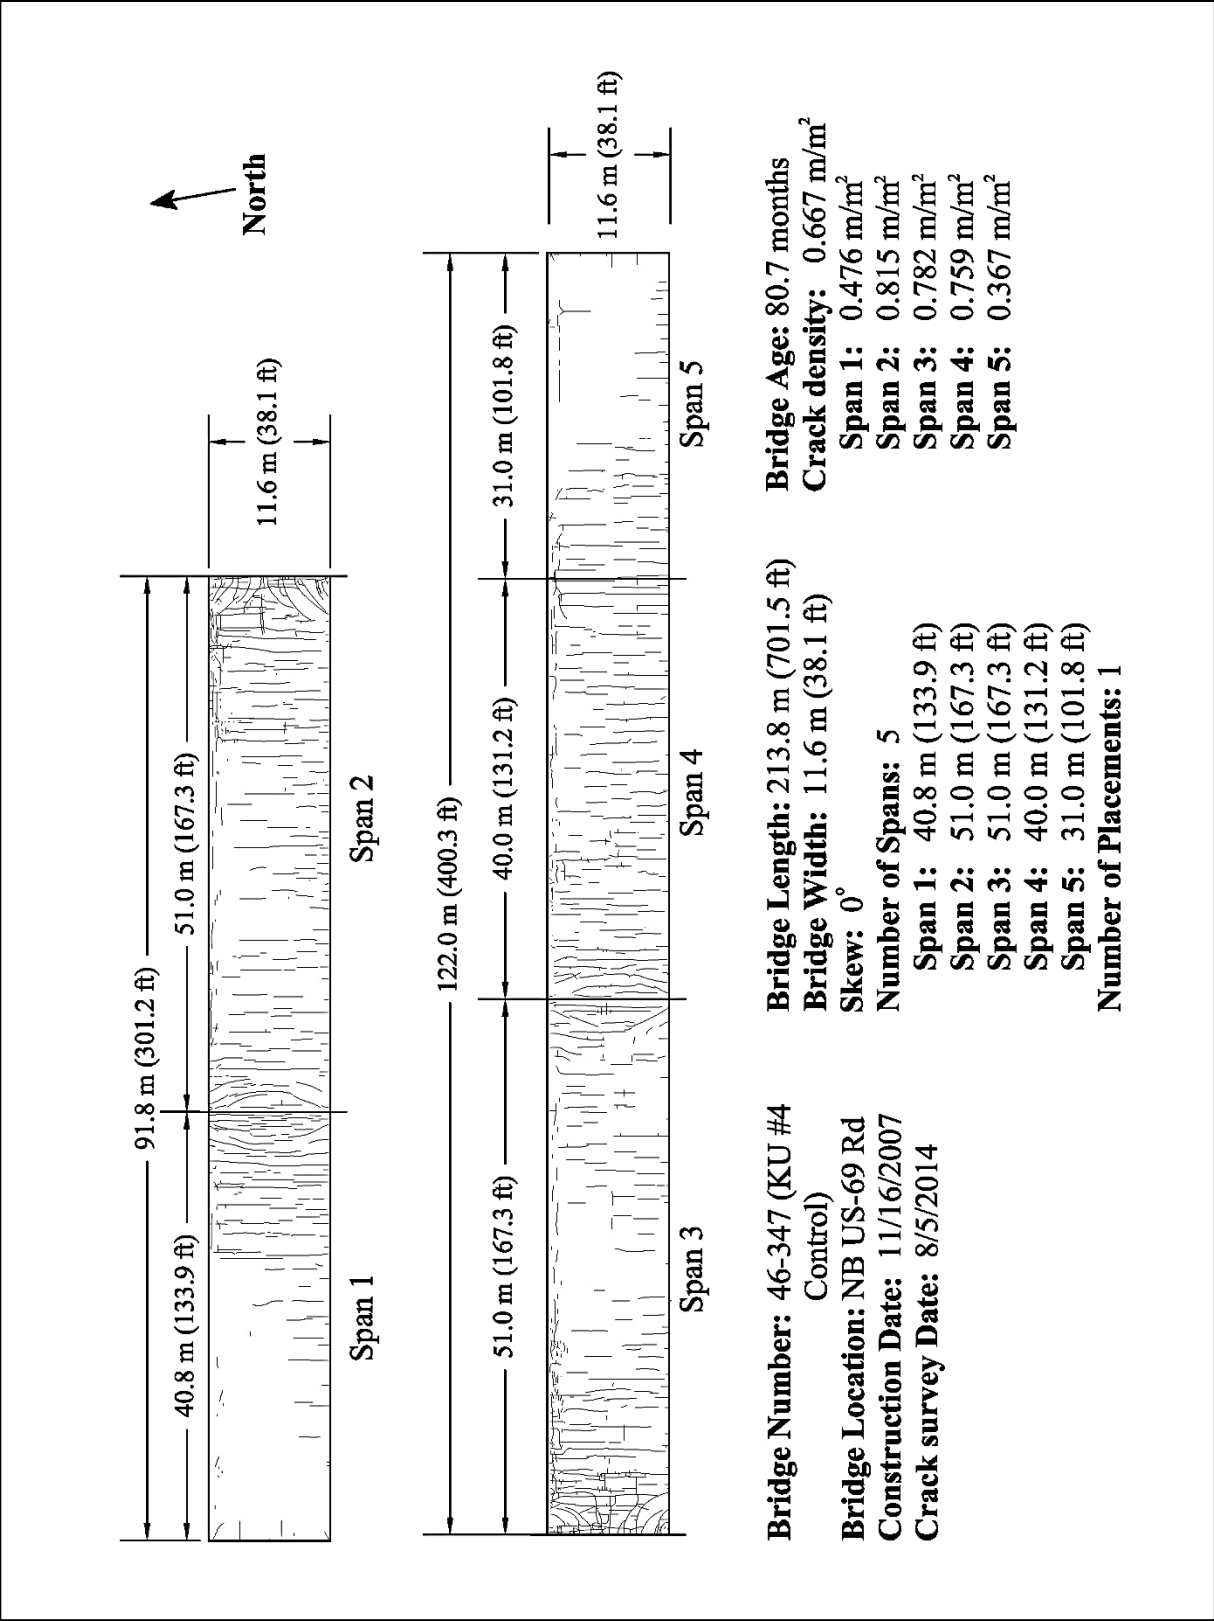 91.8 m (301.2 ft)
40.8 m (133.9 ft)
51.0 m (167.3 ft)
11.6 m (38.1 ft)
North
Span 1
Span 2
122.0 m (400.3 ft)
51.0 m (167.3 ft)
40.0 m (131.2 ft)
31.0 m (101.8 ft)
11.6 m (38.1 ft)
Span 3
Span 4
Span 5
Bridge Number: 46-347 (KU #4
Control)
Bridge Location: NB US-69 Rd
Construction Date: 11/16/2007
Crack survey Date: 8/5/2014
Bridge Length: 213.8 m (701.5 ft)
Bridge Width: 11.6 m (38.1 ft)
Skew: 0°
Number of Spans: 5
Span 1: 40.8 m (133.9 ft)
Span 2: 51.0 m (167.3 ft)
Span 3: 51.0 m (167.3 ft)
Span 4: 40.0 m (131.2 ft)
Span 5: 31.0 m (101.8 ft)
Number of Placements: 1
Bridge Age: 80.7 months
Crack density: 0.667 m/m²
Span 1: 0.476 m/m²
Span 2: 0.815 m/m²
Span 3: 0.782 m/m²
Span 4: 0.759 m/m²
Span 5: 0.367 m/m²